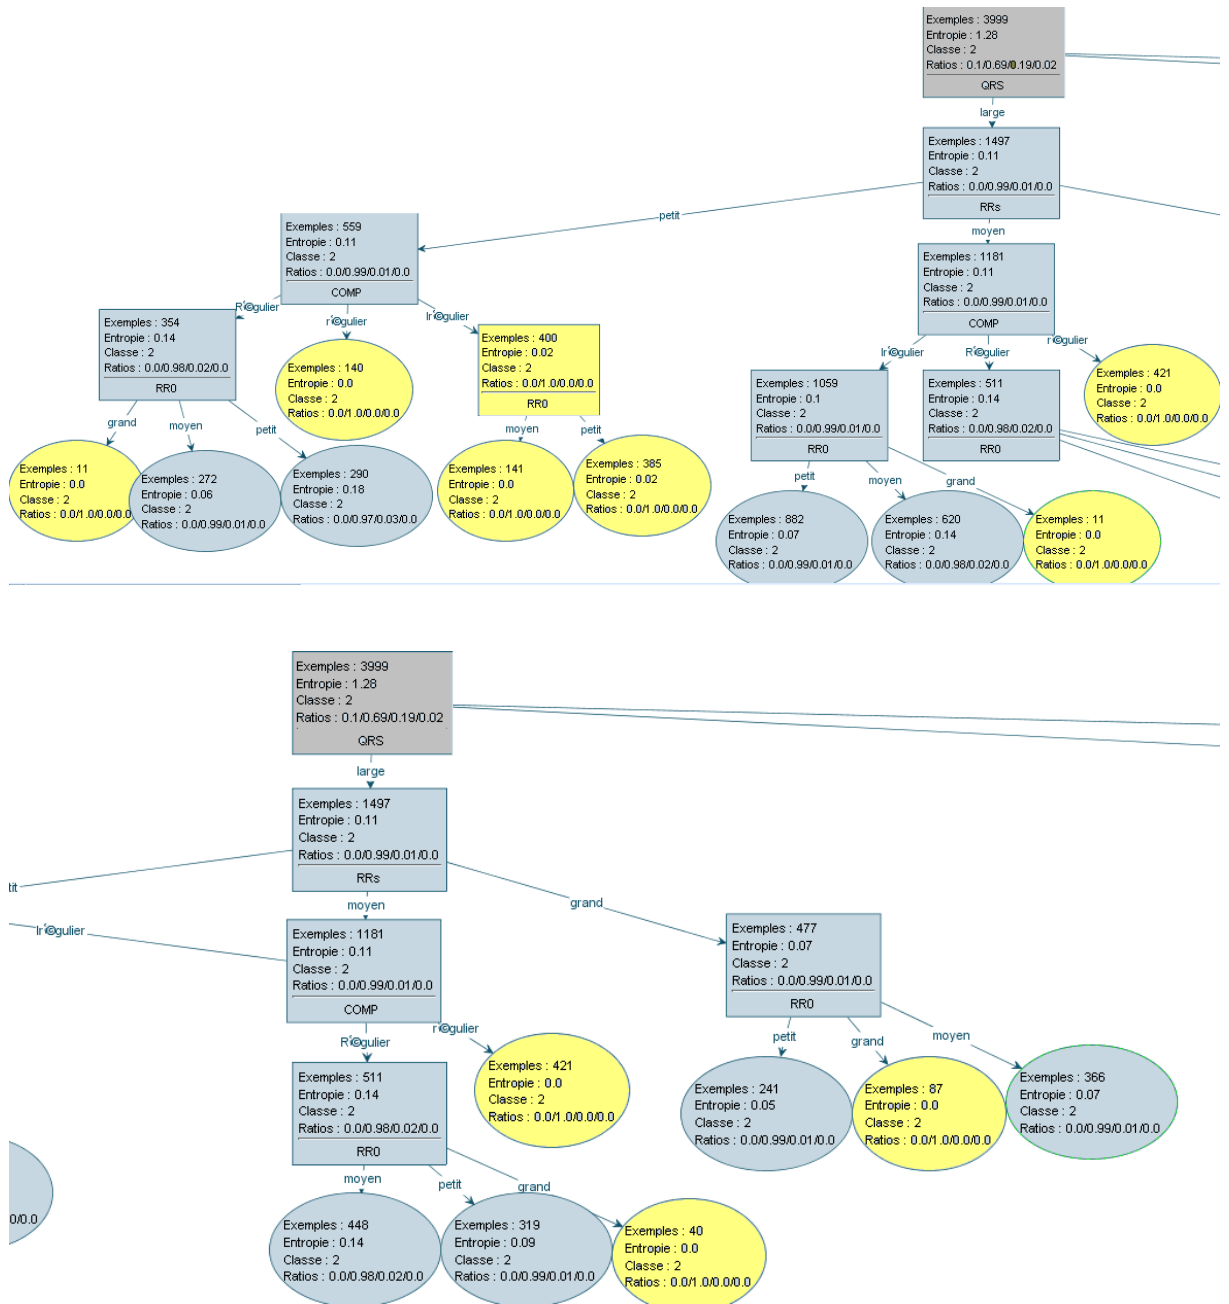 Exemples : 3999
Entropie : 1.28
Classe : 2
Ratios : 0.1/0.69/0.19/0.02
QRS
large
Exemples : 1497
Entropie : 0.11
Classe : 2
Ratios : 0.0/0.99/0.01/0.0
RRs
petit
moyen
Exemples : 559
Entropie : 0.11
Classe : 2
Ratios : 0.0/0.99/0.01/0.0
COMP
Exemples : 1181
Entropie : 0.11
Classe : 2
Ratios : 0.0/0.99/0.01/0.0
COMP
R´©gulier
r´©gulier
Ir´©gulier
Exemples : 354
Entropie : 0.14
Classe : 2
Ratios : 0.0/0.98/0.02/0.0
RR0
Exemples : 140
Entropie : 0.0
Classe : 2
Ratios : 0.0/1.0/0.0/0.0
Exemples : 400
Entropie : 0.02
Classe : 2
Ratios : 0.0/1.0/0.0/0.0
RR0
Ir´©gulier
R´©gulier
r´©gulier
Exemples : 1059
Entropie : 0.1
Classe : 2
Ratios : 0.0/0.99/0.01/0.0
RR0
Exemples : 511
Entropie : 0.14
Classe : 2
Ratios : 0.0/0.98/0.02/0.0
RR0
Exemples : 421
Entropie : 0.0
Classe : 2
Ratios : 0.0/1.0/0.0/0.0
grand
moyen
petit
moyen
petit
Exemples : 11
Entropie : 0.0
Classe : 2
Ratios : 0.0/1.0/0.0/0.0
Exemples : 272
Entropie : 0.06
Classe : 2
Ratios : 0.0/0.99/0.01/0.0
Exemples : 290
Entropie : 0.18
Classe : 2
Ratios : 0.0/0.97/0.03/0.0
Exemples : 141
Entropie : 0.0
Classe : 2
Ratios : 0.0/1.0/0.0/0.0
Exemples : 385
Entropie : 0.02
Classe : 2
Ratios : 0.0/1.0/0.0/0.0
petit
moyen
grand
Exemples : 882
Entropie : 0.07
Classe : 2
Ratios : 0.0/0.99/0.01/0.0
Exemples : 620
Entropie : 0.14
Classe : 2
Ratios : 0.0/0.98/0.02/0.0
Exemples : 11
Entropie : 0.0
Classe : 2
Ratios : 0.0/1.0/0.0/0.0
Exemples : 3999
Entropie : 1.28
Classe : 2
Ratios : 0.1/0.69/0.19/0.02
QRS
large
Exemples : 1497
Entropie : 0.11
Classe : 2
Ratios : 0.0/0.99/0.01/0.0
RRs
tit
moyen
grand
Ir´©gulier
Exemples : 1181
Entropie : 0.11
Classe : 2
Ratios : 0.0/0.99/0.01/0.0
COMP
Exemples : 477
Entropie : 0.07
Classe : 2
Ratios : 0.0/0.99/0.01/0.0
RR0
R´©gulier
r´©gulier
petit
grand
moyen
Exemples : 511
Entropie : 0.14
Classe : 2
Ratios : 0.0/0.98/0.02/0.0
RR0
Exemples : 421
Entropie : 0.0
Classe : 2
Ratios : 0.0/1.0/0.0/0.0
Exemples : 241
Entropie : 0.05
Classe : 2
Ratios : 0.0/0.99/0.01/0.0
Exemples : 87
Entropie : 0.0
Classe : 2
Ratios : 0.0/1.0/0.0/0.0
Exemples : 366
Entropie : 0.07
Classe : 2
Ratios : 0.0/0.99/0.01/0.0
moyen
petit
grand
0/0.0
Exemples : 448
Entropie : 0.14
Classe : 2
Ratios : 0.0/0.98/0.02/0.0
Exemples : 319
Entropie : 0.09
Classe : 2
Ratios : 0.0/0.99/0.01/0.0
Exemples : 40
Entropie : 0.0
Classe : 2
Ratios : 0.0/1.0/0.0/0.0